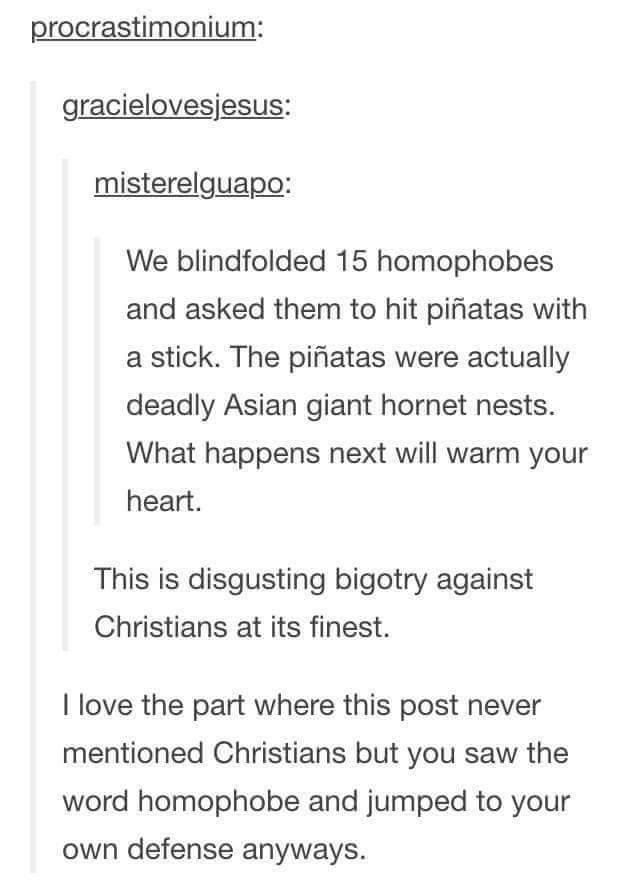 procrastimonium:
gracielovesjesus:
misterelguapo:
We blindfolded 15 homophobes
and asked them to hit piñatas with
a stick. The piñatas were actually
deadly Asian giant hornet nests.
What happens next will warm your
heart.
This is disgusting bigotry against
Christians at its finest.
I love the part where this post never
mentioned Christians but you saw the
word homophobe and jumped to your
own defense anyways.